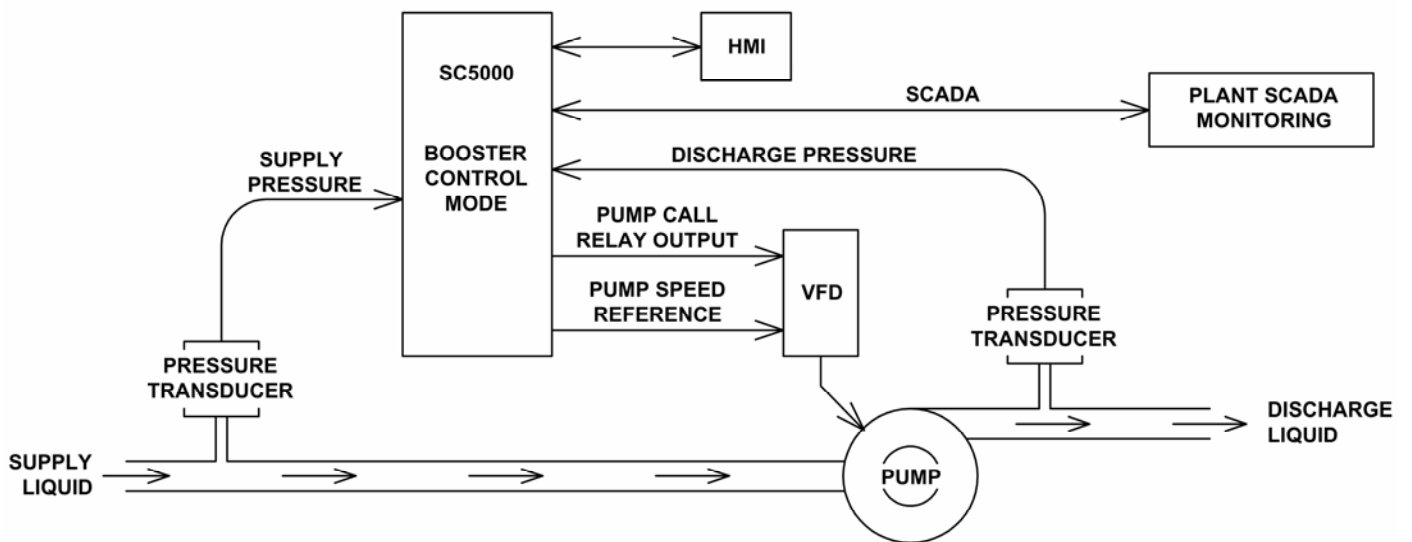 SC5000
BOOSTER
CONTROL
MODE
HMI
SCADA
PLANT SCADA
MONITORING
SUPPLY
PRESSURE
DISCHARGE PRESSURE
PUMP CALL
RELAY OUTPUT
PUMP SPEED
REFERENCE
VFD
PRESSURE
TRANSDUCER
PRESSURE
TRANSDUCER
SUPPLY
LIQUID
PUMP
DISCHARGE
LIQUID